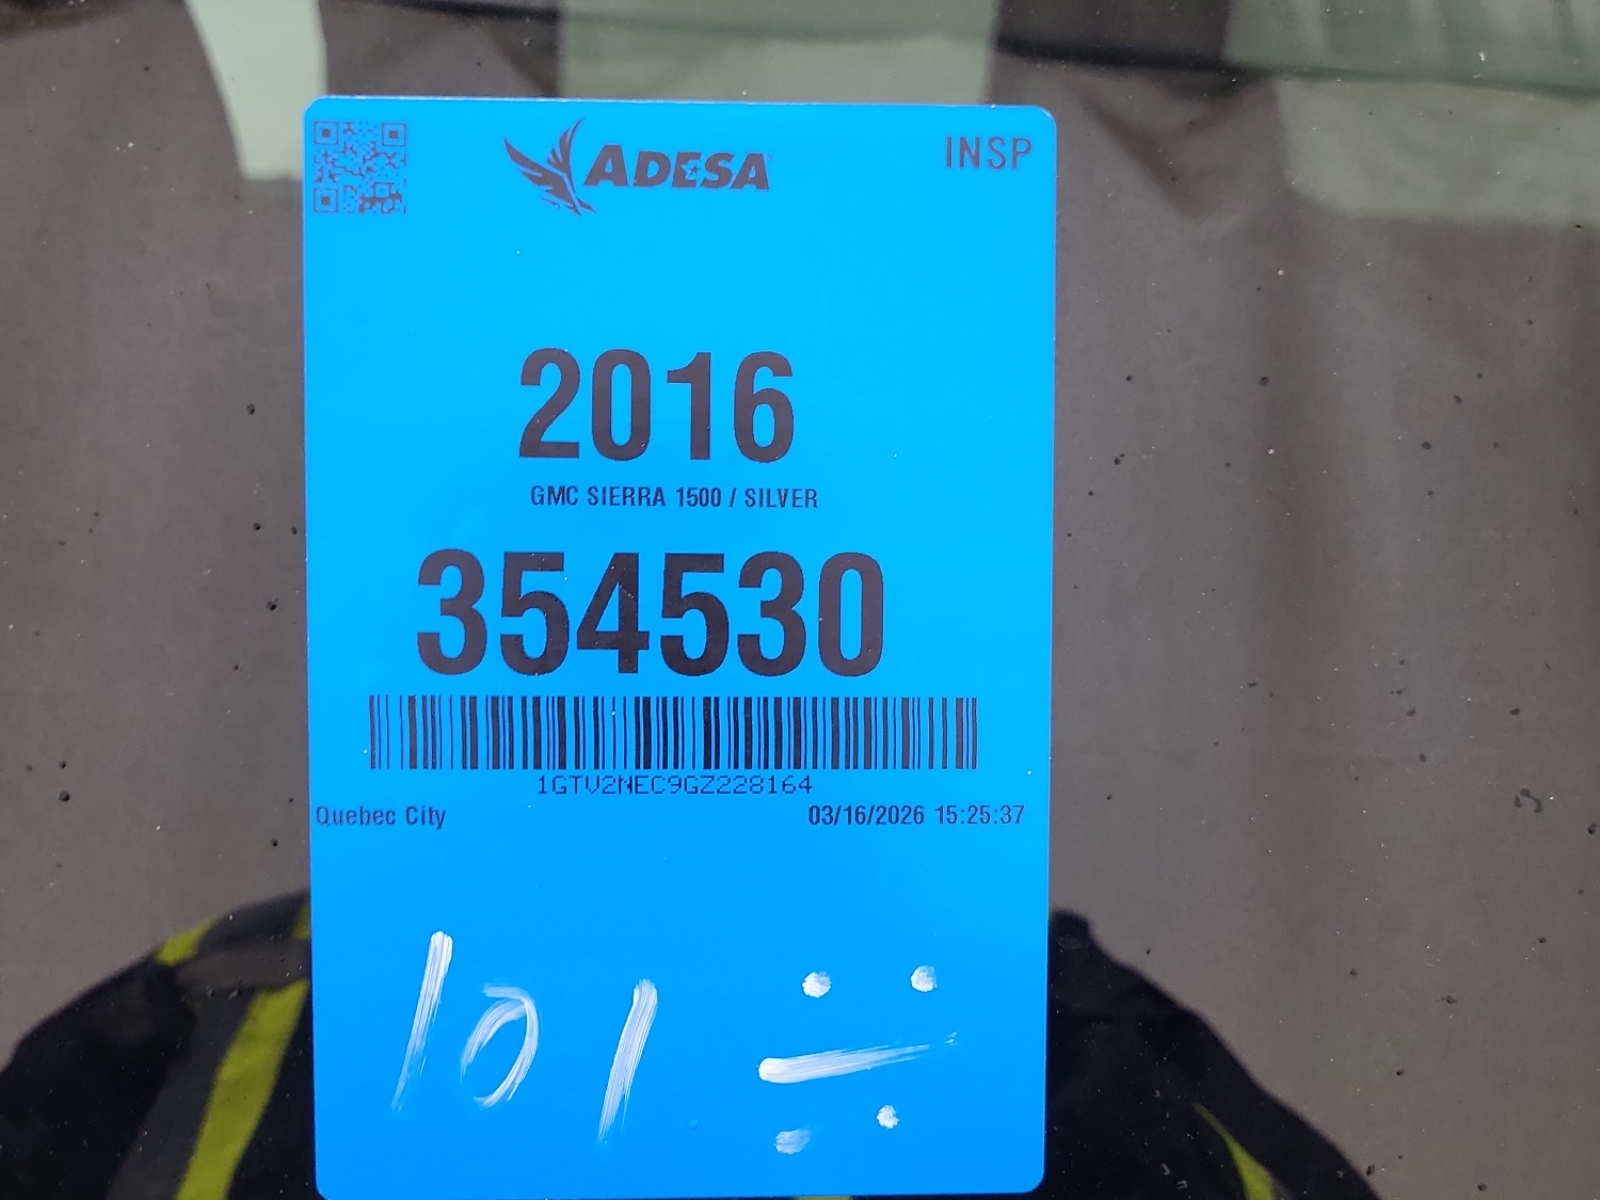 ADESA
INSP
2016
GMC SIERRA 1500 / SILVER
354530
1GTV2NEC9GZ228164
Quebec City 03/16/2026 15:25:37
101